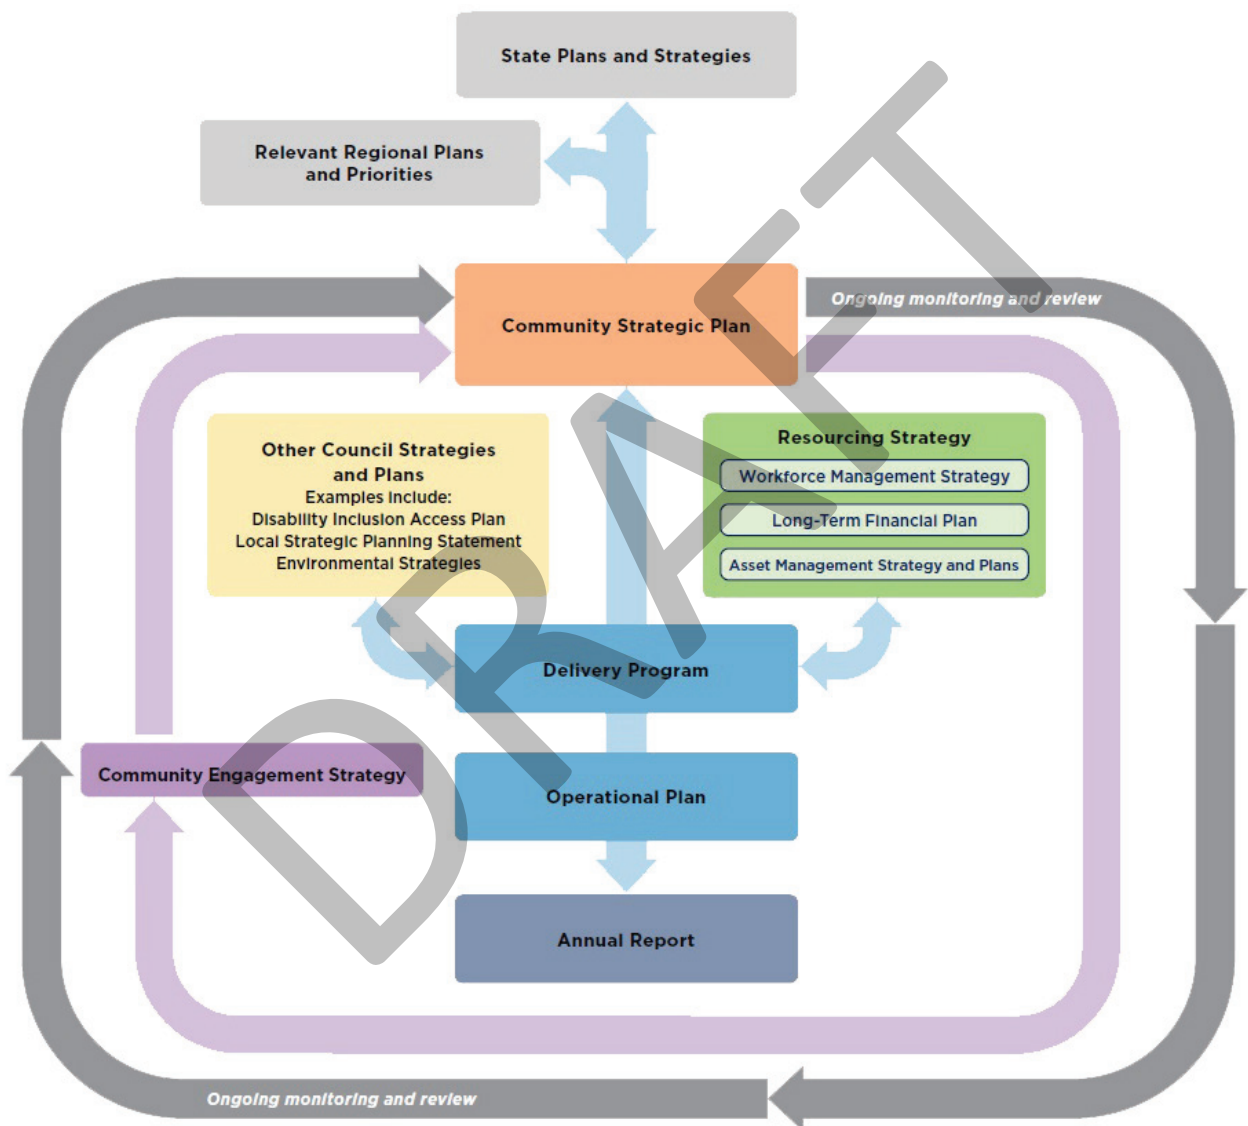 State Plans and Strategies
Relevant Regional Plans
and Priorities
Ongoing monitoring and review
Community Strategic Plan
Other Council Strategies
and Plans
Examples include:
Disability Inclusion Access Plan
Local Strategic Planning Statement
Environmental Strategies
Resourcing Strategy
Workforce Management Strategy
Long-Term Financial Plan
Asset Management Strategy and Plans
Delivery Program
Community Engagement Strategy
Operational Plan
Annual Report
Ongoing monitoring and review
DRAFT